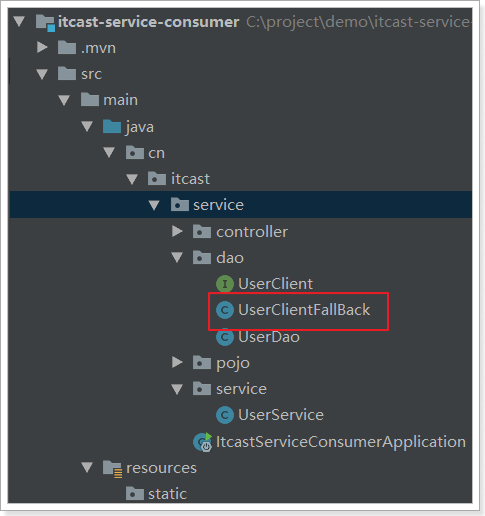 itcast-service-consumer C:\project\demo\itcast-service-
.mvn
src
main
java
cn
itcast
service
controller
dao
I UserClient
C UserClientFallBack
C UserDao
pojo
service
C UserService
C ItcastServiceConsumerApplication
resources
static